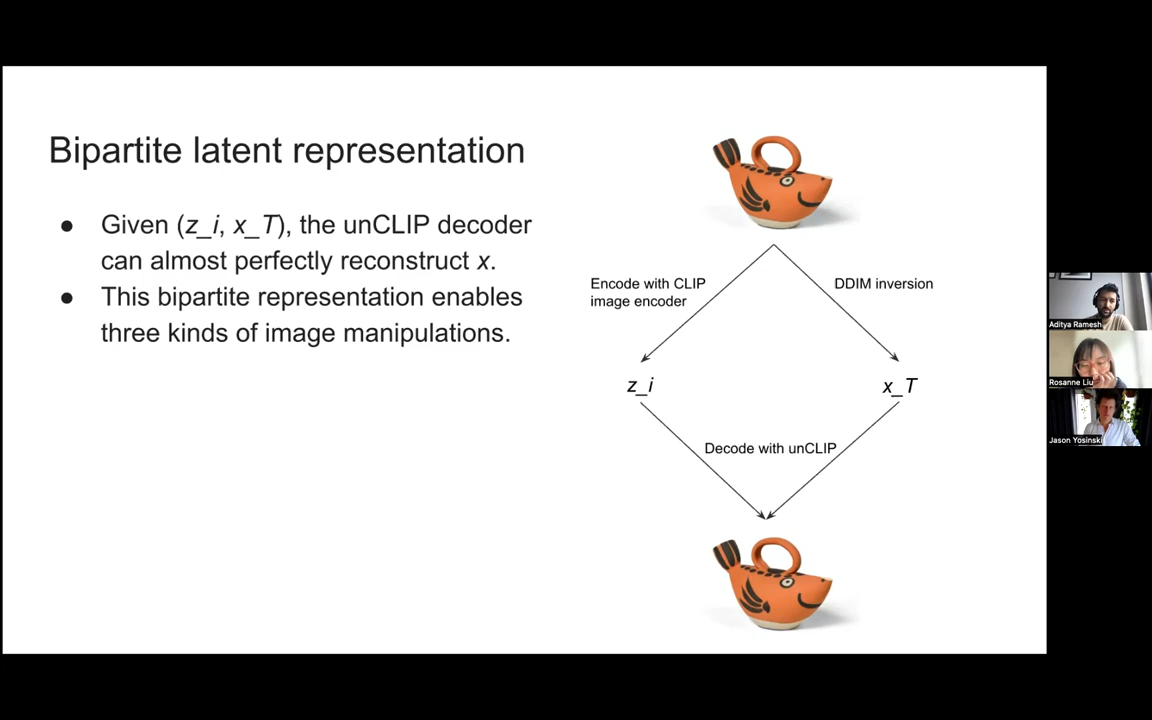 Bipartite latent representation
● Given (z_i, x_T), the unCLIP decoder
can almost perfectly reconstruct x.
● This bipartite representation enables
three kinds of image manipulations.
Encode with CLIP
image encoder
DDIM inversion
z_i
x_T
Decode with unCLIP
Aditya Ramesh
Rosanne Liu
Jason Yosinski